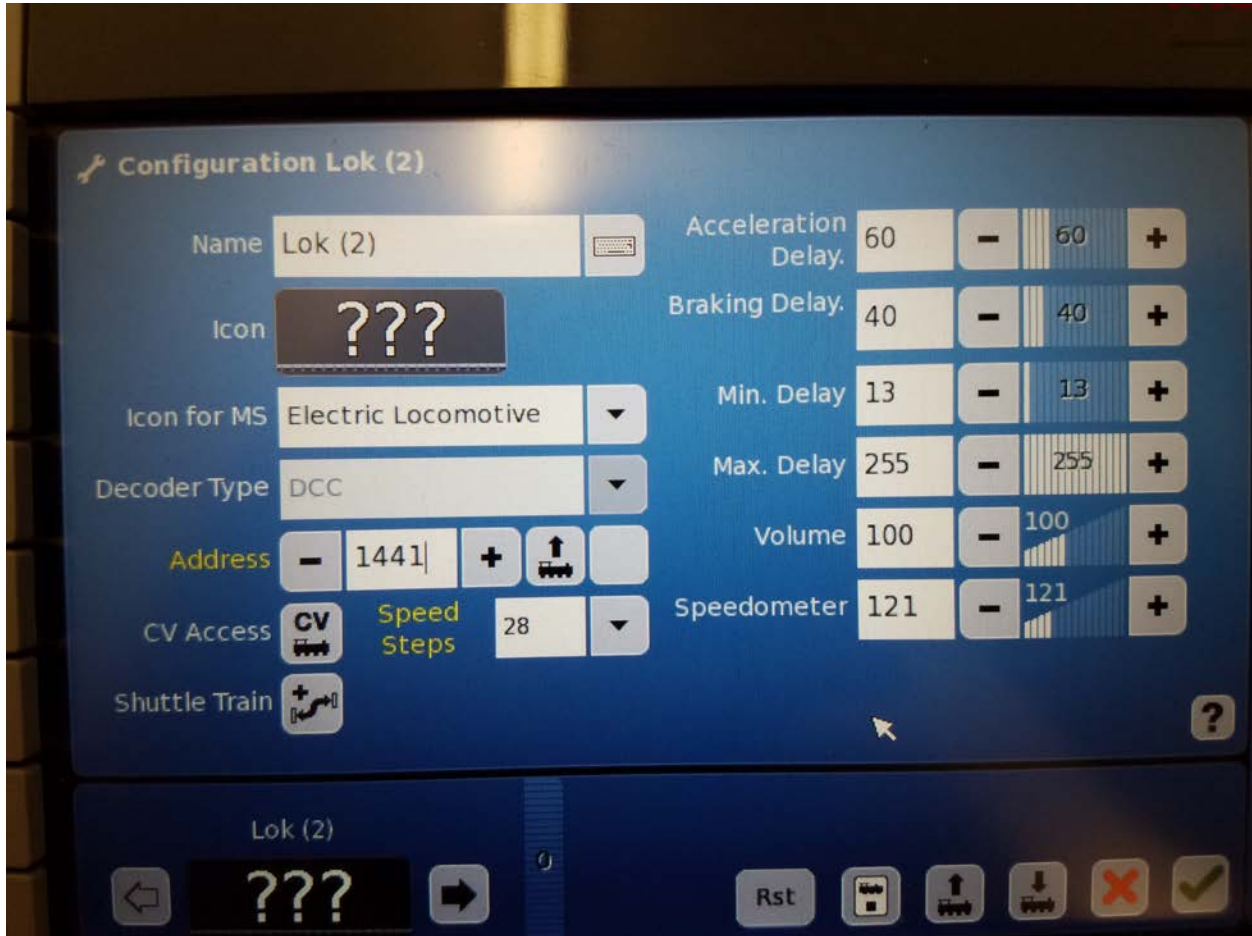 Configuration Lok (2)
Name Lok (2)
Icon ???
Icon for MS Electric Locomotive
Decoder Type DCC
Address 1441
CV Access CV Speed Steps 28
Shuttle Train
Acceleration Delay. 60 60
Braking Delay. 40 40
Min. Delay 13 13
Max. Delay 255 255
Volume 100 100
Speedometer 121 121
?
Lok (2)
??? 0 Rst